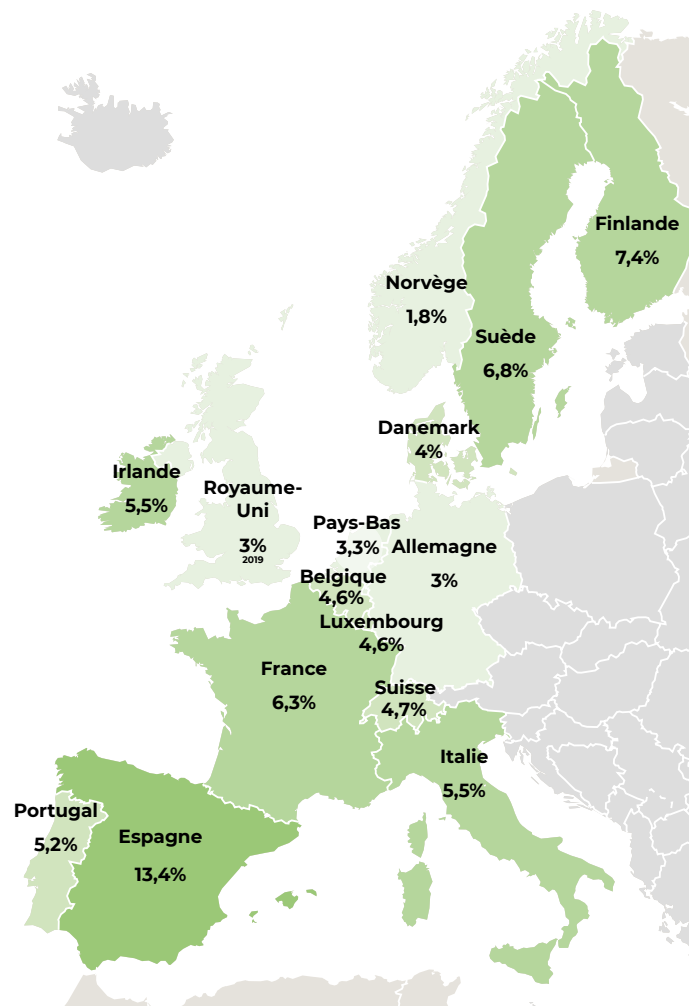 Finlande
7,4%
Norvège
1,8%
Suède
6,8%
Danemark
4%
Irlande
5,5%
Royaume-
Uni
3%
2019
Pays-Bas
3,3%
Allemagne
3%
Belgique
4,6%
Luxembourg
4,6%
France
6,3%
Suisse
4,7%
Italie
5,5%
Portugal
5,2%
Espagne
13,4%